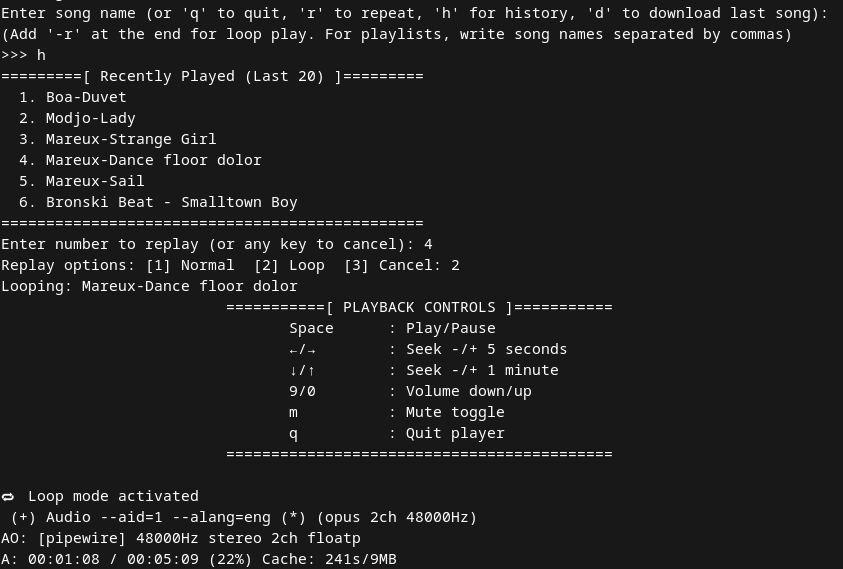 Enter song name (or 'q' to quit, 'r' to repeat, 'h' for history, 'd' to download last song):
(Add '-r' at the end for loop play. For playlists, write song names separated by commas)
>>> h
=========[ Recently Played (Last 20) ]=========
  1. Boa-Duvet
  2. Modjo-Lady
  3. Mareux-Strange Girl
  4. Mareux-Dance floor dolor
  5. Mareux-Sail
  6. Bronski Beat - Smalltown Boy
===============================================
Enter number to replay (or any key to cancel): 4
Replay options: [1] Normal  [2] Loop  [3] Cancel: 2
Looping: Mareux-Dance floor dolor
                         ===========[ PLAYBACK CONTROLS ]===========
                                Space      : Play/Pause
                                ←/→        : Seek -/+ 5 seconds
                                ↓/↑        : Seek -/+ 1 minute
                                9/0        : Volume down/up
                                m          : Mute toggle
                                q          : Quit player
                         ===========================================

🔁 Loop mode activated
 (+) Audio --aid=1 --alang=eng (*) (opus 2ch 48000Hz)
AO: [pipewire] 48000Hz stereo 2ch floatp
A: 00:01:08 / 00:05:09 (22%) Cache: 241s/9MB